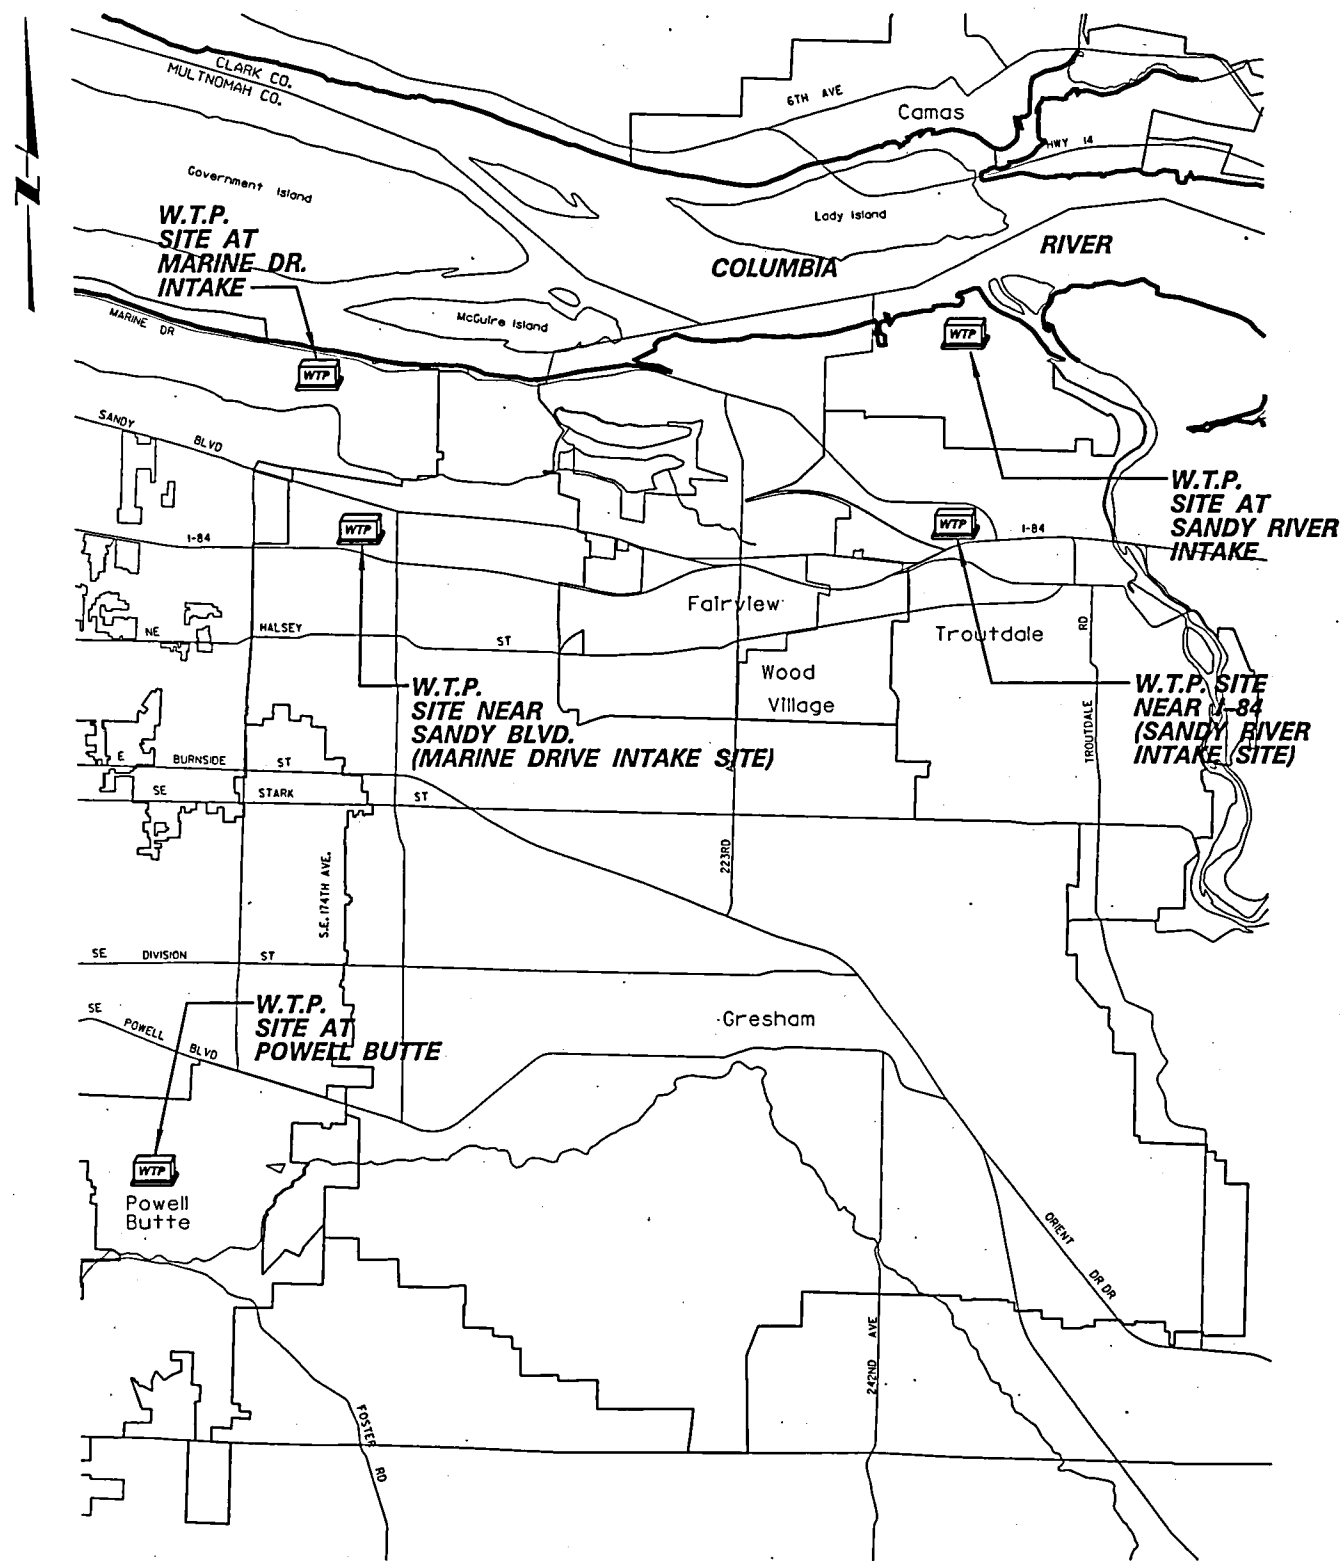 CLARK CO.
MULTNOMAH CO.
6TH AVE
Camas
HWY 14
Government Island
Lady Island
N
W.T.P.
SITE AT
MARINE DR.
INTAKE
COLUMBIA
RIVER
McGuire Island
MARINE DR
WTP
WTP
SANDY
BLVD
W.T.P.
SITE AT
SANDY RIVER
INTAKE
WTP
WTP
I-84
I-84
Fairview
Troutdale
NE
HALSEY
ST
RD
TROUTDALE
Wood
Village
W.T.P.
SITE NEAR
SANDY BLVD.
(MARINE DRIVE INTAKE SITE)
W.T.P. SITE
NEAR I-84
(SANDY RIVER
INTAKE SITE)
E
BURNSIDE
ST
SE
STARK
ST
223RD
S.E. 174TH AVE.
SE
DIVISION
ST
W.T.P.
SITE AT
POWELL BUTTE
SE
POWELL
BLVD
Gresham
WTP
Powell
Butte
ORIENT
DR DR
242ND AVE
FOSTER
RD